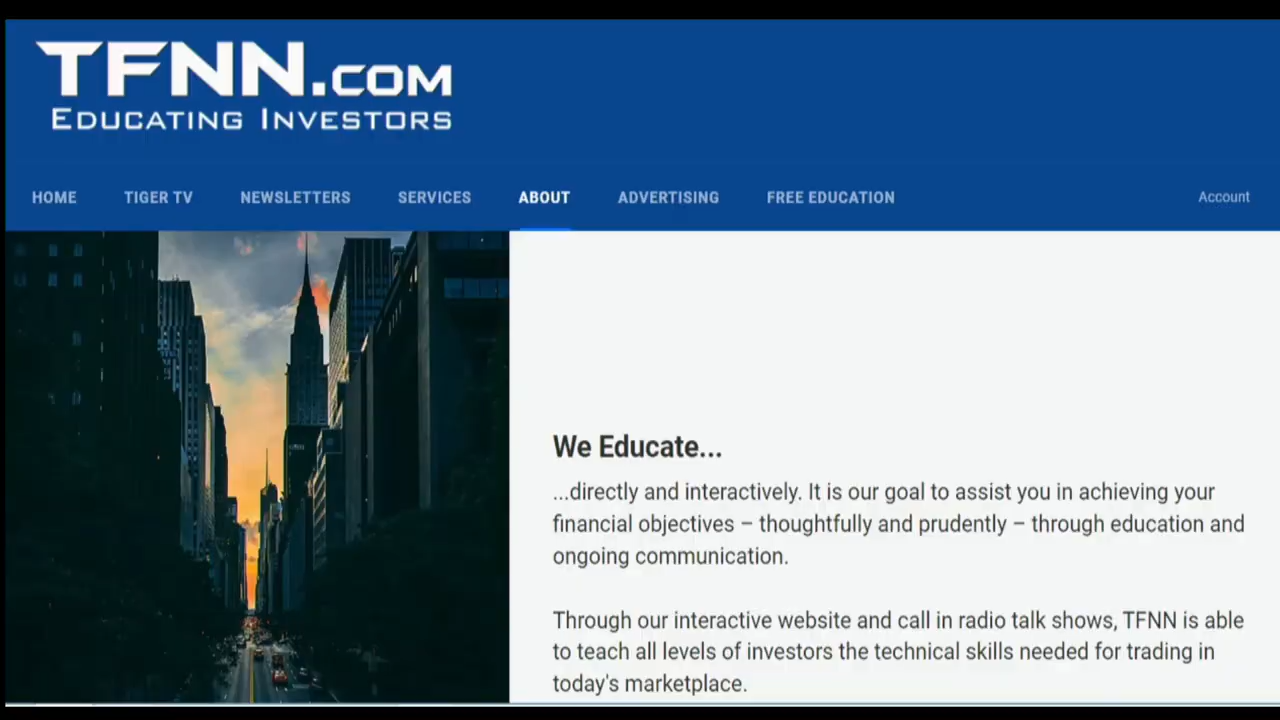 TFNN.COM
EDUCATING INVESTORS
HOME TIGER TV NEWSLETTERS SERVICES ABOUT ADVERTISING FREE EDUCATION Account
We Educate...
...directly and interactively. It is our goal to assist you in achieving your
financial objectives – thoughtfully and prudently – through education and
ongoing communication.
Through our interactive website and call in radio talk shows, TFNN is able
to teach all levels of investors the technical skills needed for trading in
today's marketplace.